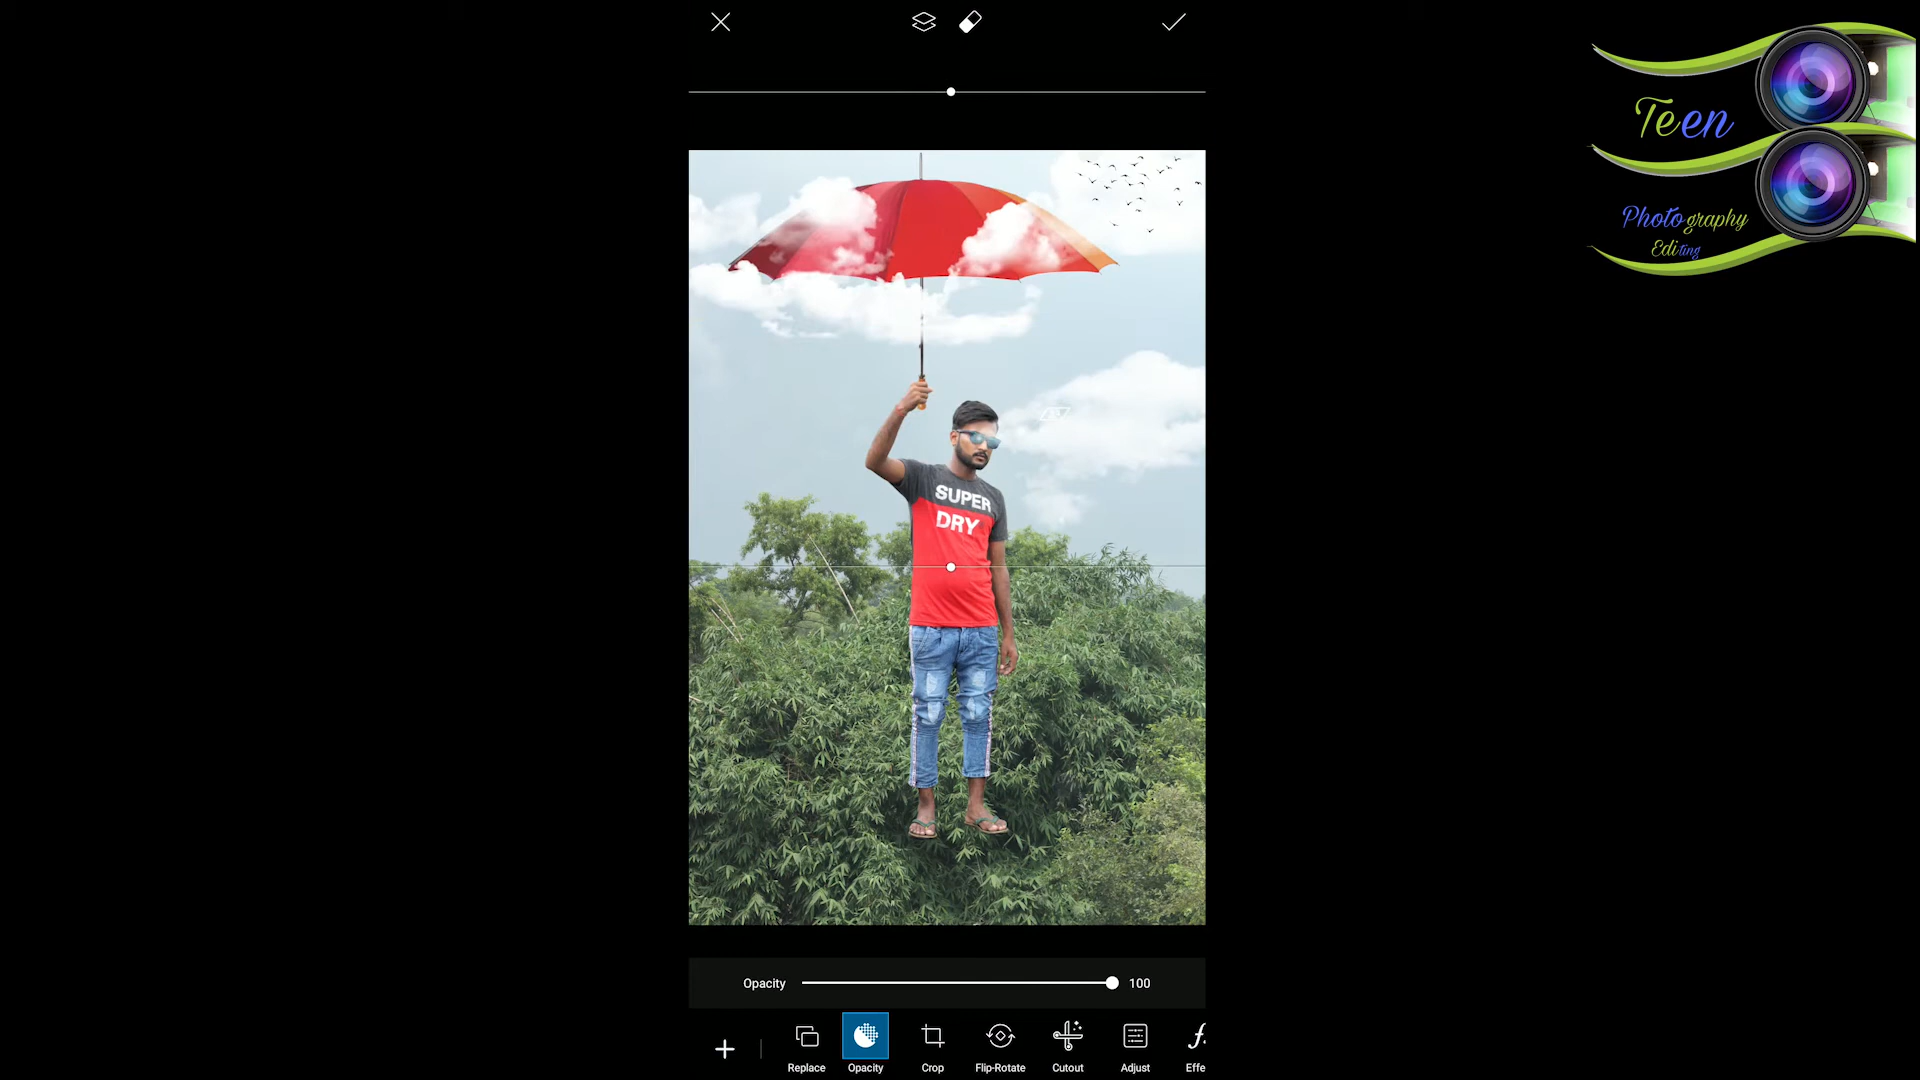 Teen
Photography
Editing
SUPER
DRY
Opacity 100
Replace Opacity Crop Flip-Rotate Cutout Adjust Effe